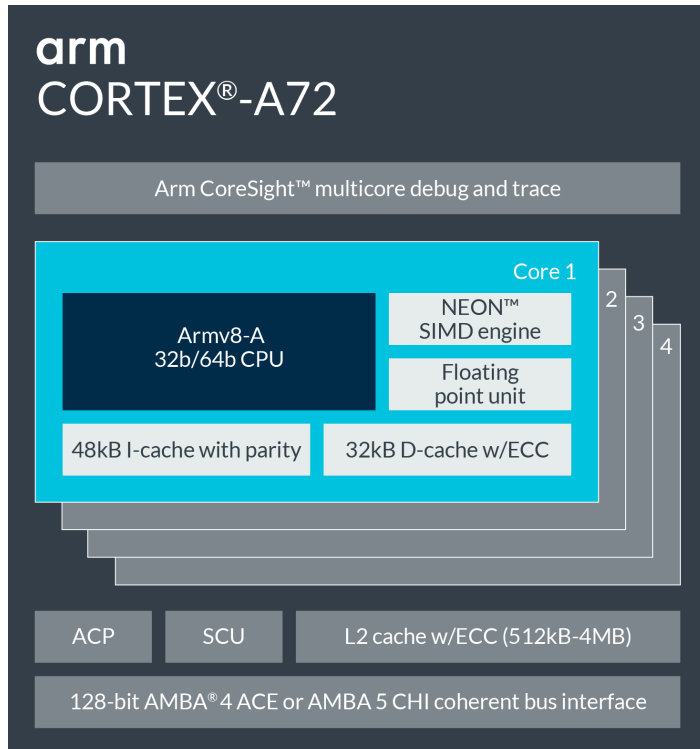 arm
CORTEX®-A72
Arm CoreSight™ multicore debug and trace
Core 1
2
3
4
Armv8-A
32b/64b CPU
NEON™
SIMD engine
Floating
point unit
48kB I-cache with parity
32kB D-cache w/ECC
ACP
SCU
L2 cache w/ECC (512kB-4MB)
128-bit AMBA® 4 ACE or AMBA 5 CHI coherent bus interface